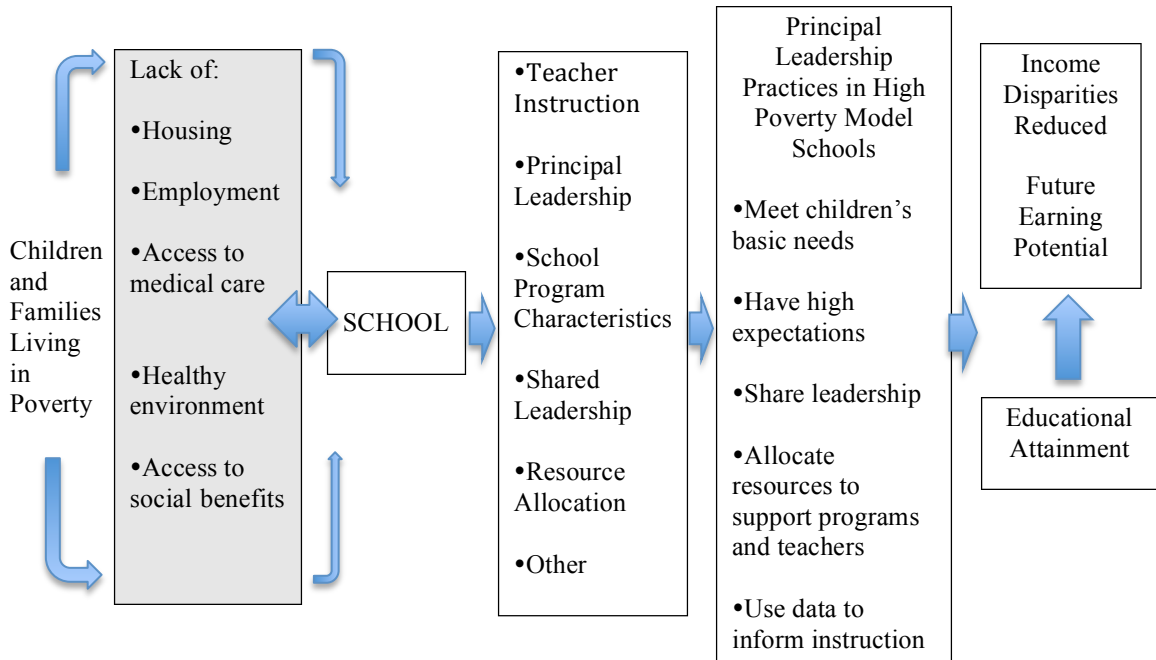 Children
and
Families
Living
in
Poverty
Lack of:
•Housing
•Employment
•Access to
medical care
•Healthy
environment
•Access to
social benefits
SCHOOL
•Teacher
Instruction
•Principal
Leadership
•School
Program
Characteristics
•Shared
Leadership
•Resource
Allocation
•Other
Principal
Leadership
Practices in High
Poverty Model
Schools
•Meet children’s
basic needs
•Have high
expectations
•Share leadership
•Allocate
resources to
support programs
and teachers
•Use data to
inform instruction
Income
Disparities
Reduced
Future
Earning
Potential
Educational
Attainment